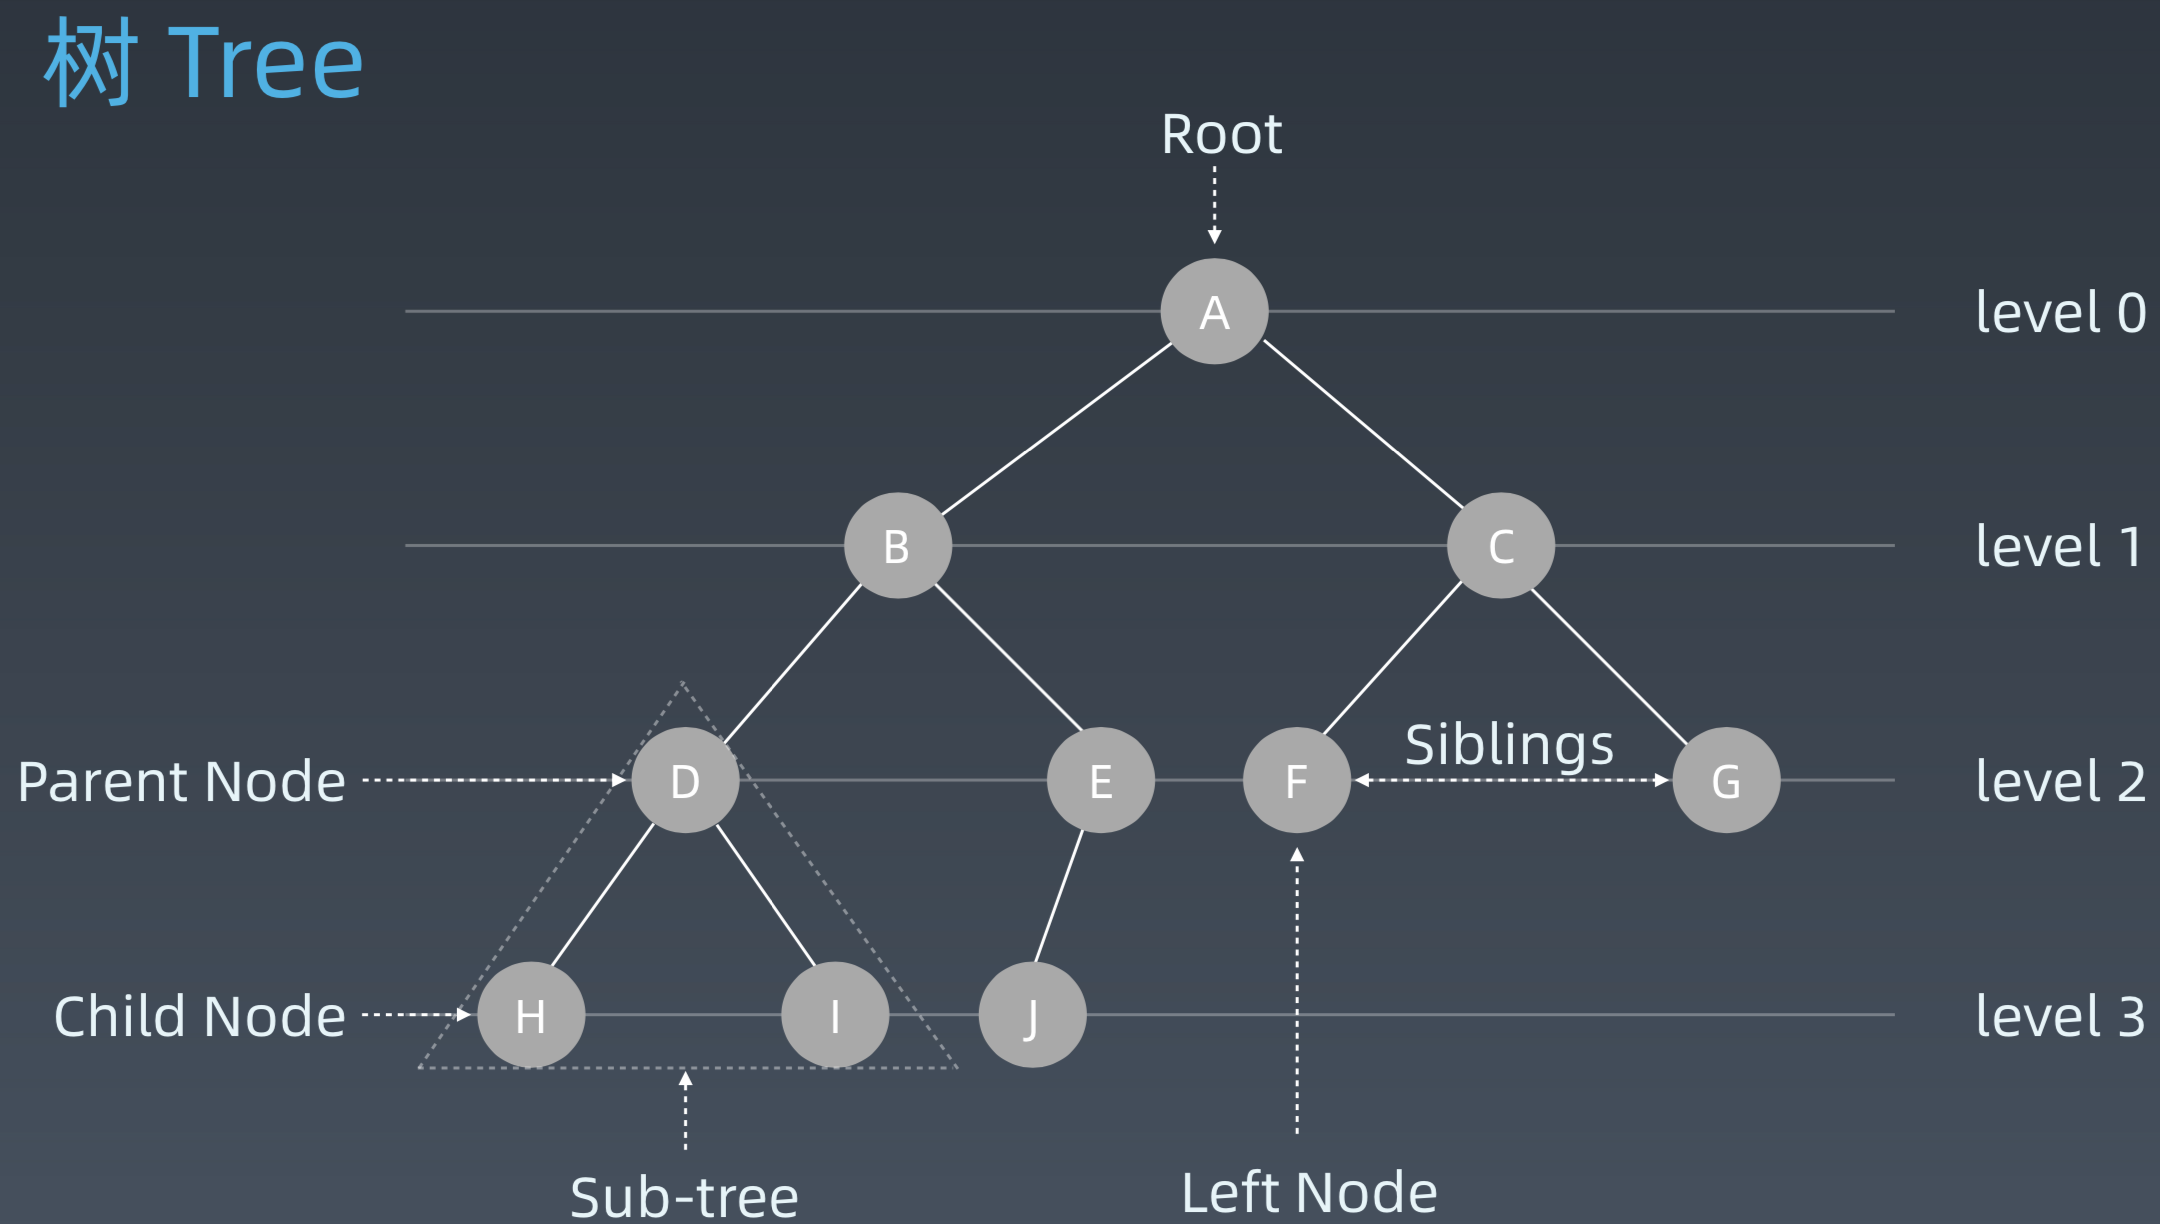 树 Tree
Root
A
level 0
B
C
level 1
Siblings
Parent Node
D
E
F
G
level 2
Child Node
H
I
J
level 3
Sub-tree
Left Node